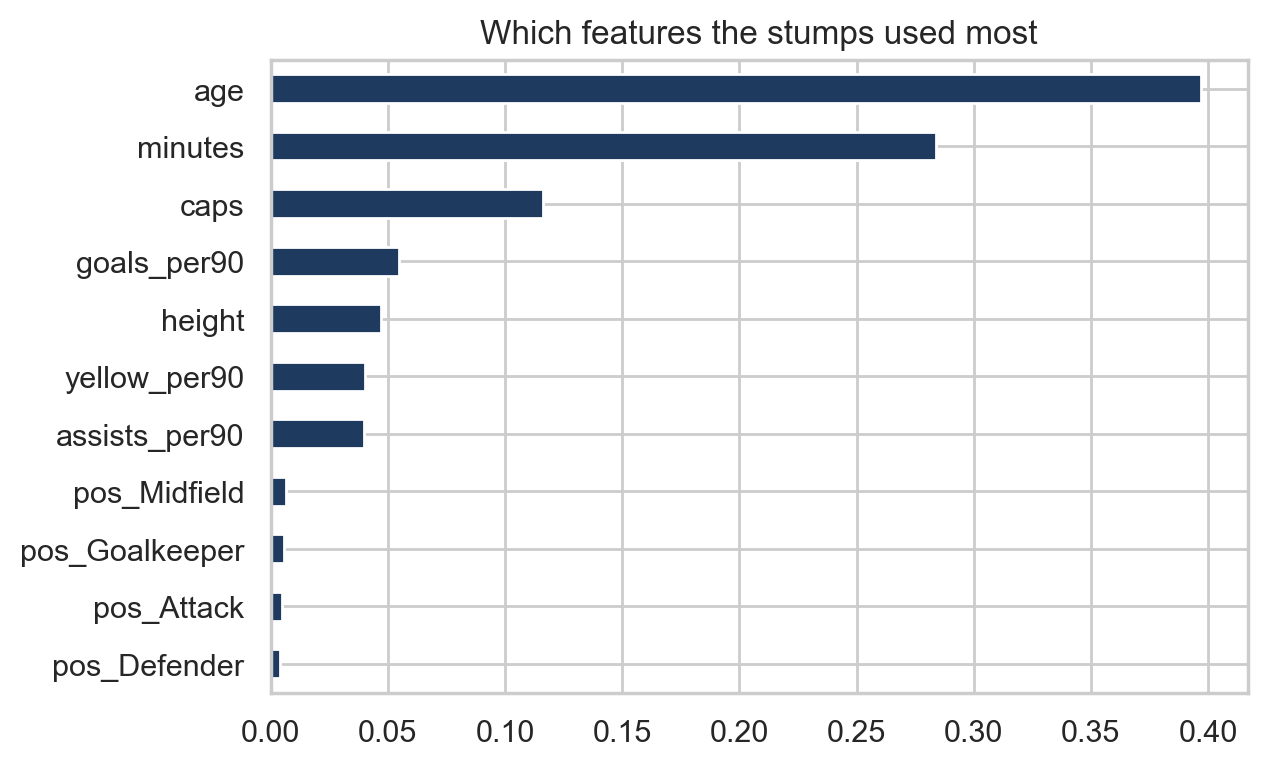 Which features the stumps used most
age
minutes
caps
goals_per90
height
yellow_per90
assists_per90
pos_Midfield
pos_Goalkeeper
pos_Attack
pos_Defender
0.00 0.05 0.10 0.15 0.20 0.25 0.30 0.35 0.40